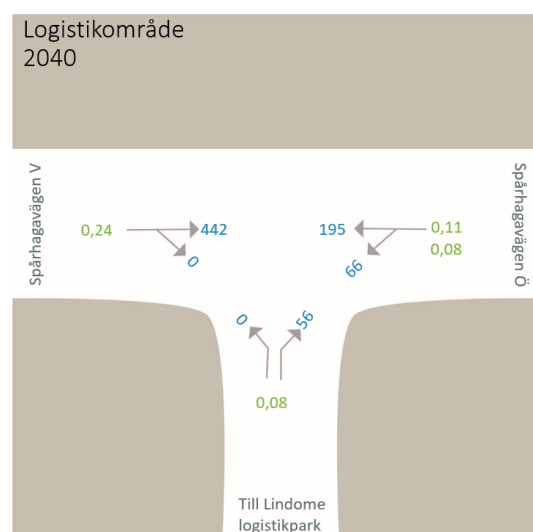 Logistikområde
2040
Spårhagavägen V
Spårhagavägen Ö
0,24
442
0
195
66
0,11
0,08
0
56
0,08
Till Lindome
logistikpark